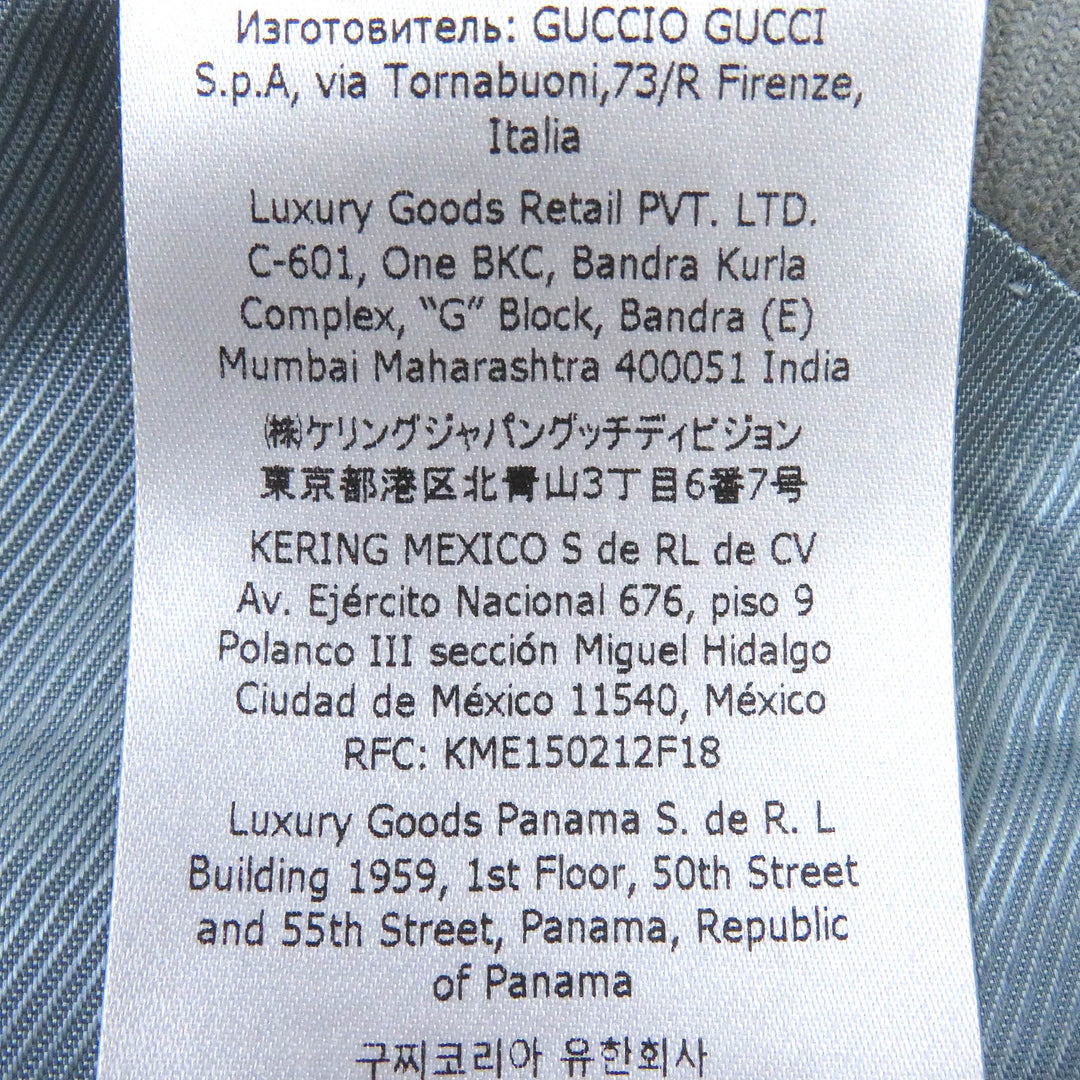 Изготовитель: GUCCIO GUCCI
S.p.A, via Tornabuoni,73/R Firenze,
Italia
Luxury Goods Retail PVT. LTD.
C-601, One BKC, Bandra Kurla
Complex, “G” Block, Bandra (E)
Mumbai Maharashtra 400051 India
㈱ケリングジャパングッチディビジョン
東京都港区北青山3丁目6番7号
KERING MEXICO S de RL de CV
Av. Ejército Nacional 676, piso 9
Polanco III sección Miguel Hidalgo
Ciudad de México 11540, México
RFC: KME150212F18
Luxury Goods Panama S. de R. L
Building 1959, 1st Floor, 50th Street
and 55th Street, Panama, Republic
of Panama
구찌코리아 유한회사